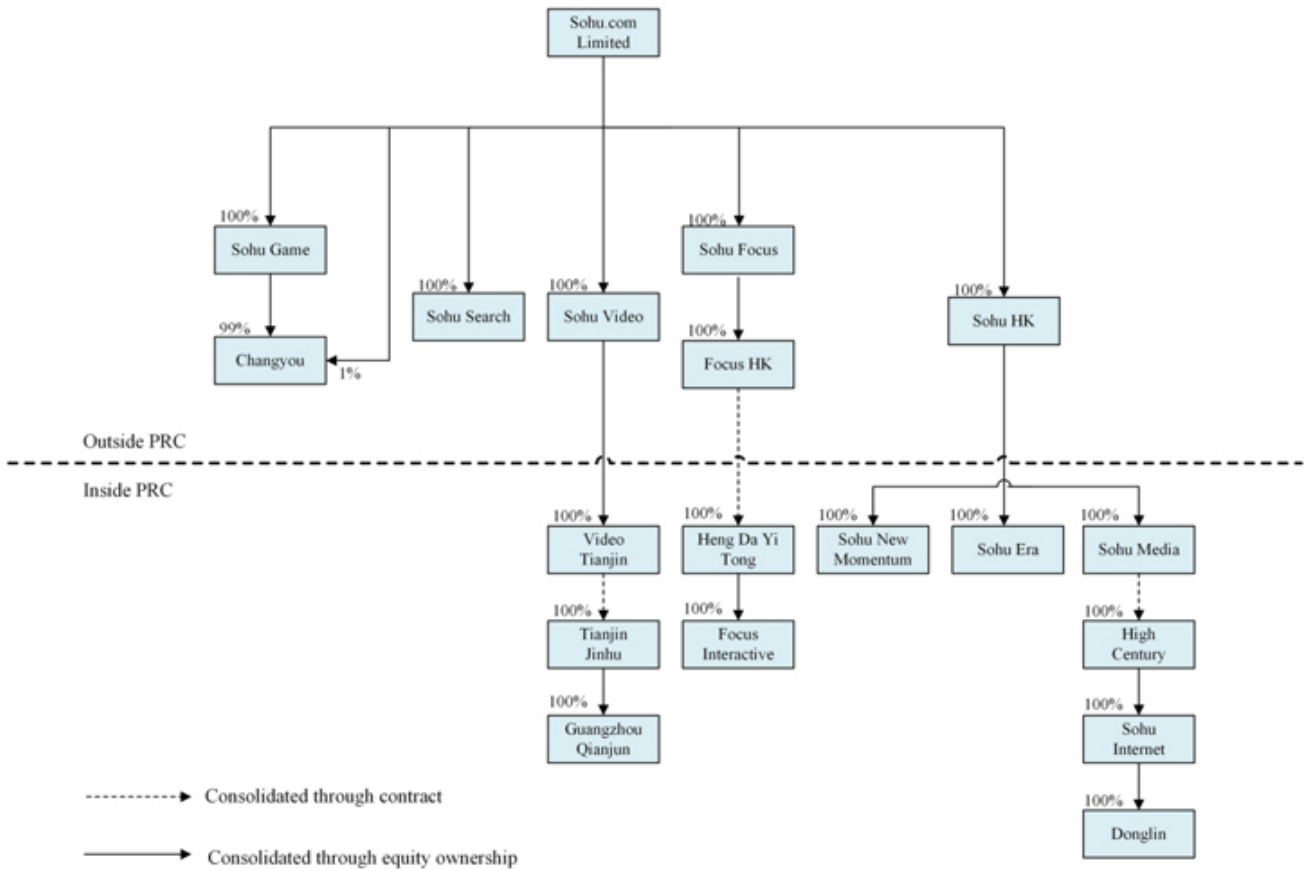 Sohu.com
Limited
100%
Sohu Game
100%
Sohu Focus
100%
Sohu Search
100%
Sohu Video
100%
Sohu HK
99%
Changyou
1%
100%
Focus HK
Outside PRC
Inside PRC
100%
Video
Tianjin
100%
Heng Da Yi
Tong
100%
Sohu New
Momentum
100%
Sohu Era
100%
Sohu Media
100%
Tianjin
Jinhu
100%
Focus
Interactive
100%
High
Century
100%
Guangzhou
Qianjun
100%
Sohu
Internet
100%
Donglin
Consolidated through contract
Consolidated through equity ownership